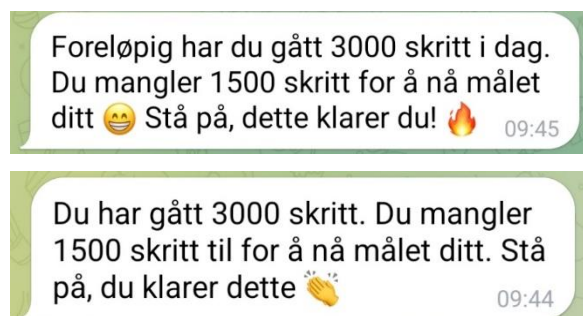 Foreløpig har du gått 3000 skritt i dag.
Du mangler 1500 skritt for å nå målet
ditt 😁 Stå på, dette klarer du! 🔥 09:45
Du har gått 3000 skritt. Du mangler
1500 skritt til for å nå målet ditt. Stå
på, du klarer dette 👏 09:44